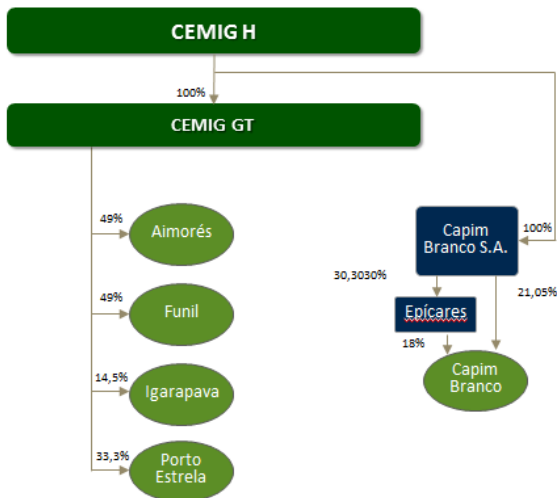 CEMIG H
100%
CEMIG GT
49%
Aimorés
49%
Funil
14,5%
Igarapava
33,3%
Porto
Estrela
Capim
Branco S.A.
100%
30,3030%
21,05%
Epícares
18%
Capim
Branco